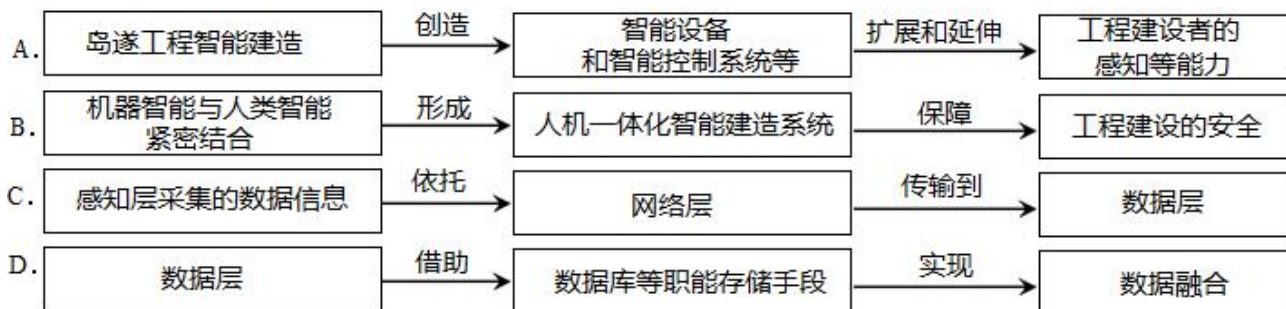 A. 岛遂工程智能建造 创造 智能设备 和智能控制系统等 扩展和延伸 工程建设者的 感知等能力
B. 机器智能与人类智能 紧密结合 形成 人机一体化智能建造系统 保障 工程建设的安全
C. 感知层采集的数据信息 依托 网络层 传输到 数据层
D. 数据层 借助 数据库等职能存储手段 实现 数据融合